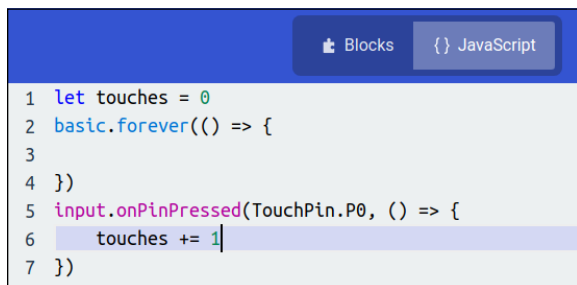 Blocks { } JavaScript
1 let touches = 0
2 basic.forever(() => {
3
4 })
5 input.onPinPressed(TouchPin.P0, () => {
6     touches += 1
7 })